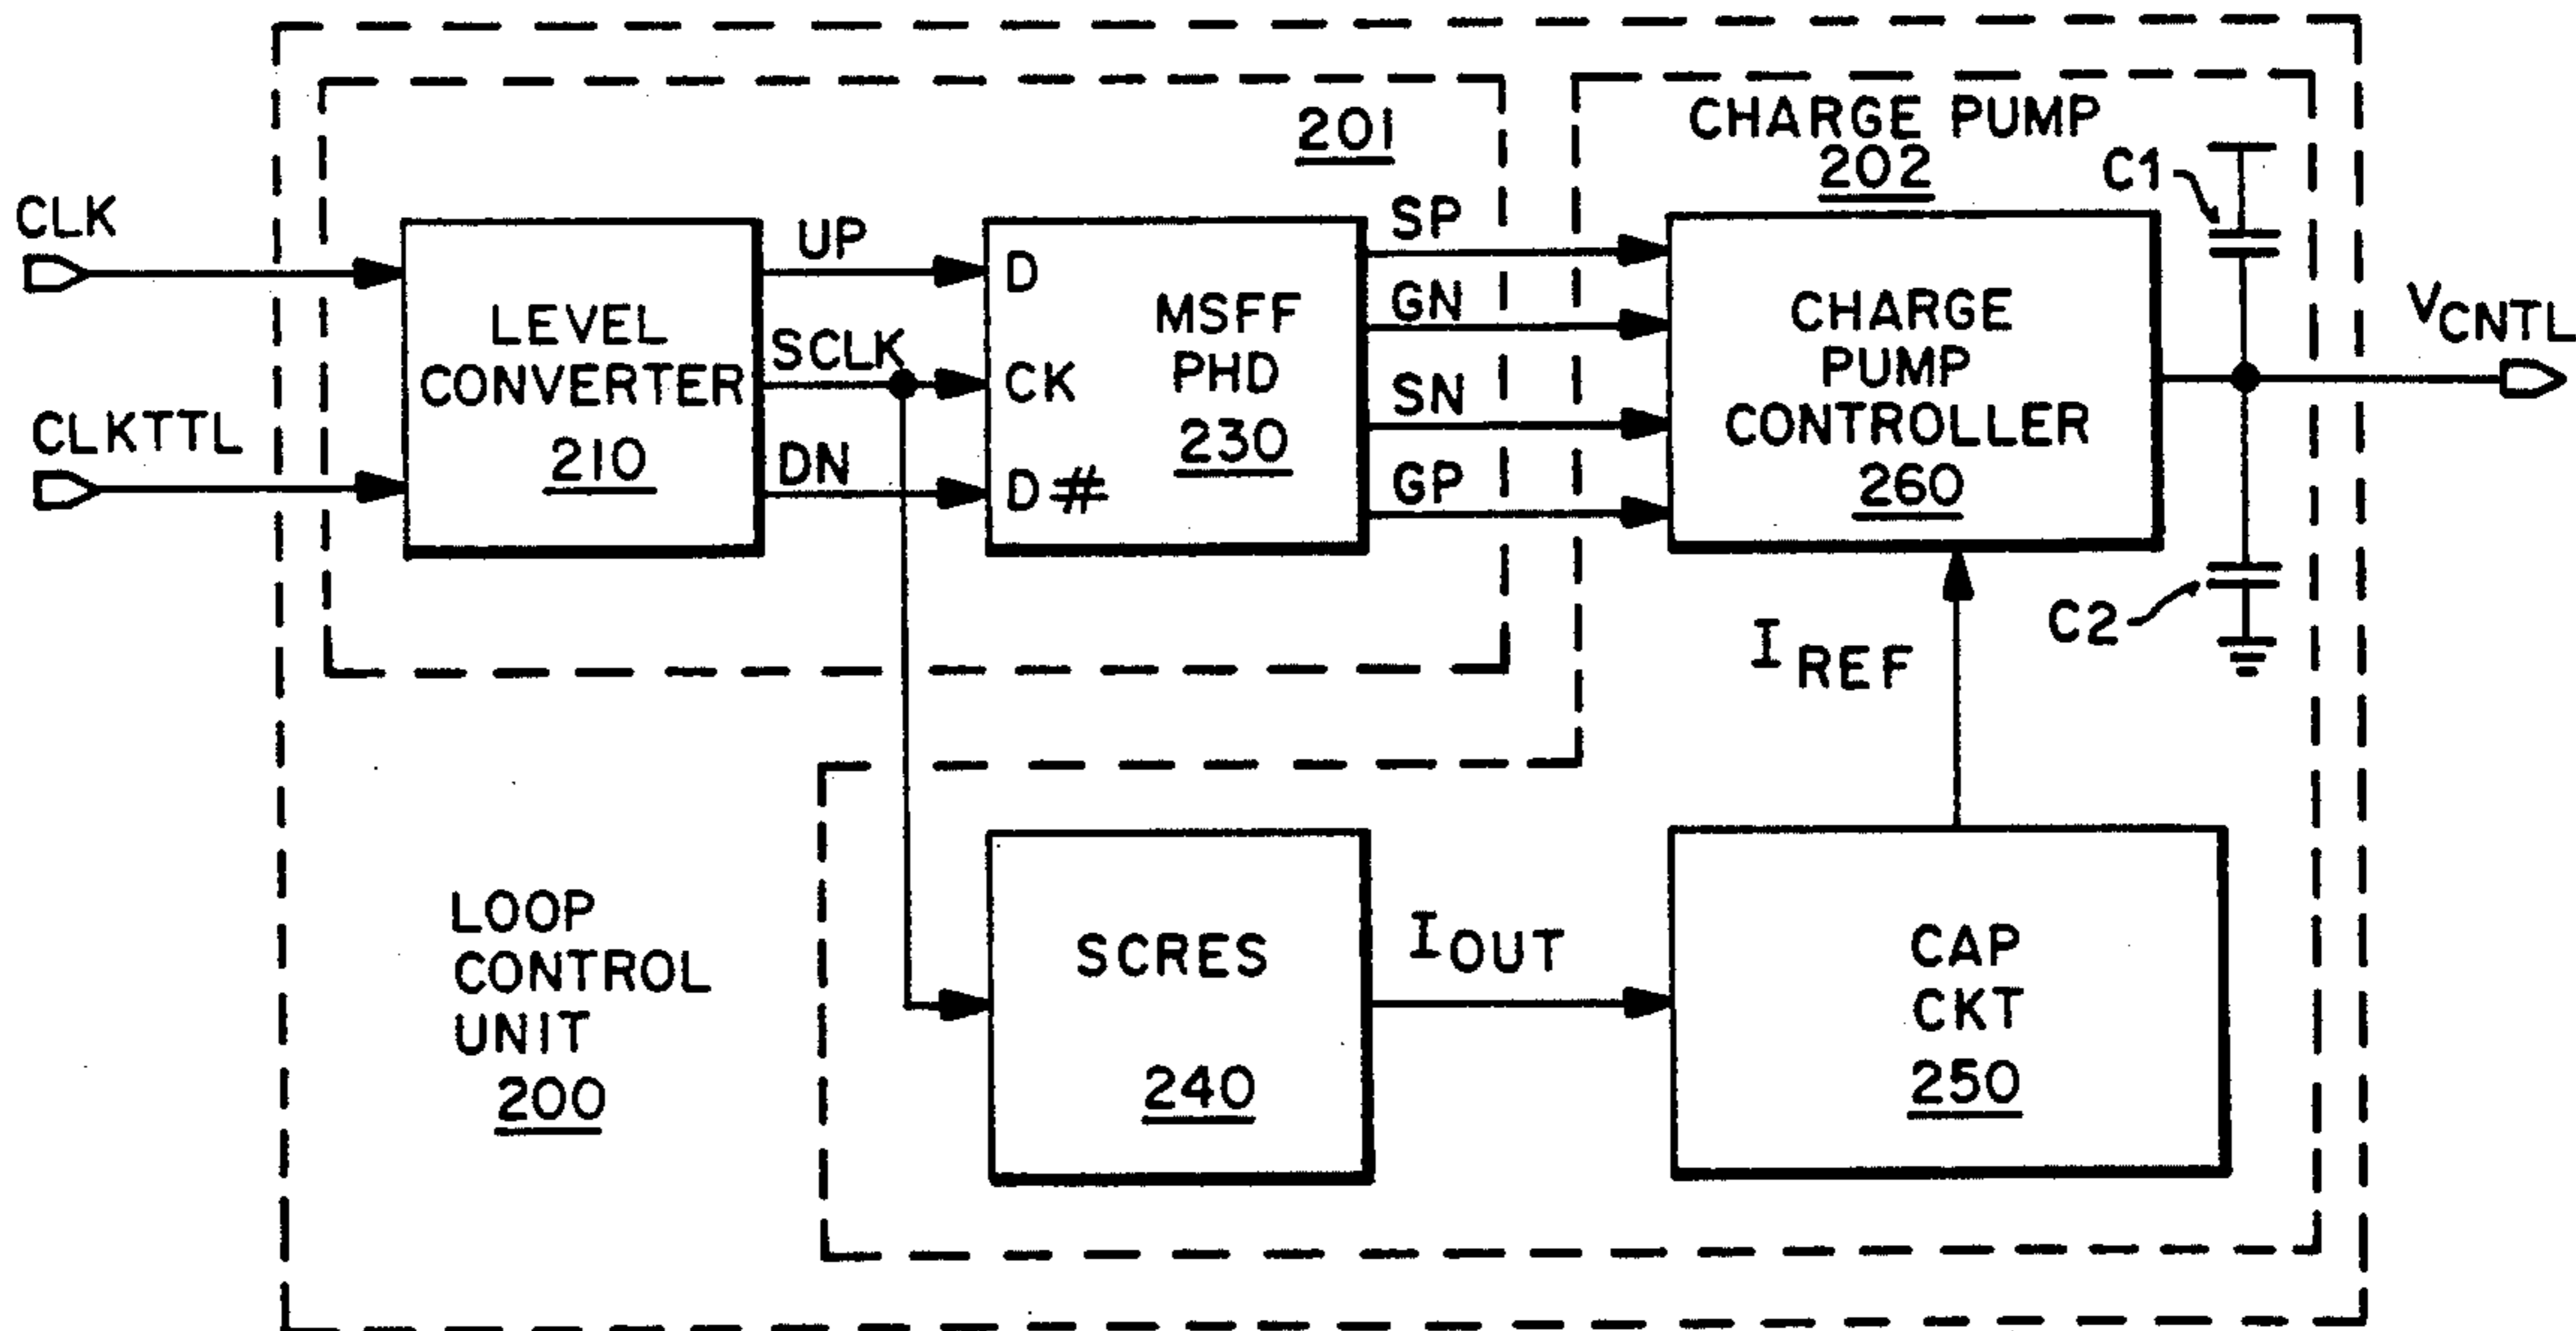 201
CHARGE PUMP
202
C1
CLK
CLKTTL
LEVEL
CONVERTER
210
UP
SCLK
DN
D
CK
D#
MSFF
PHD
230
SP
GN
SN
GP
CHARGE
PUMP
CONTROLLER
260
VCNTL
C2
IREF
LOOP
CONTROL
UNIT
200
SCRES
240
IOUT
CAP
CKT
250